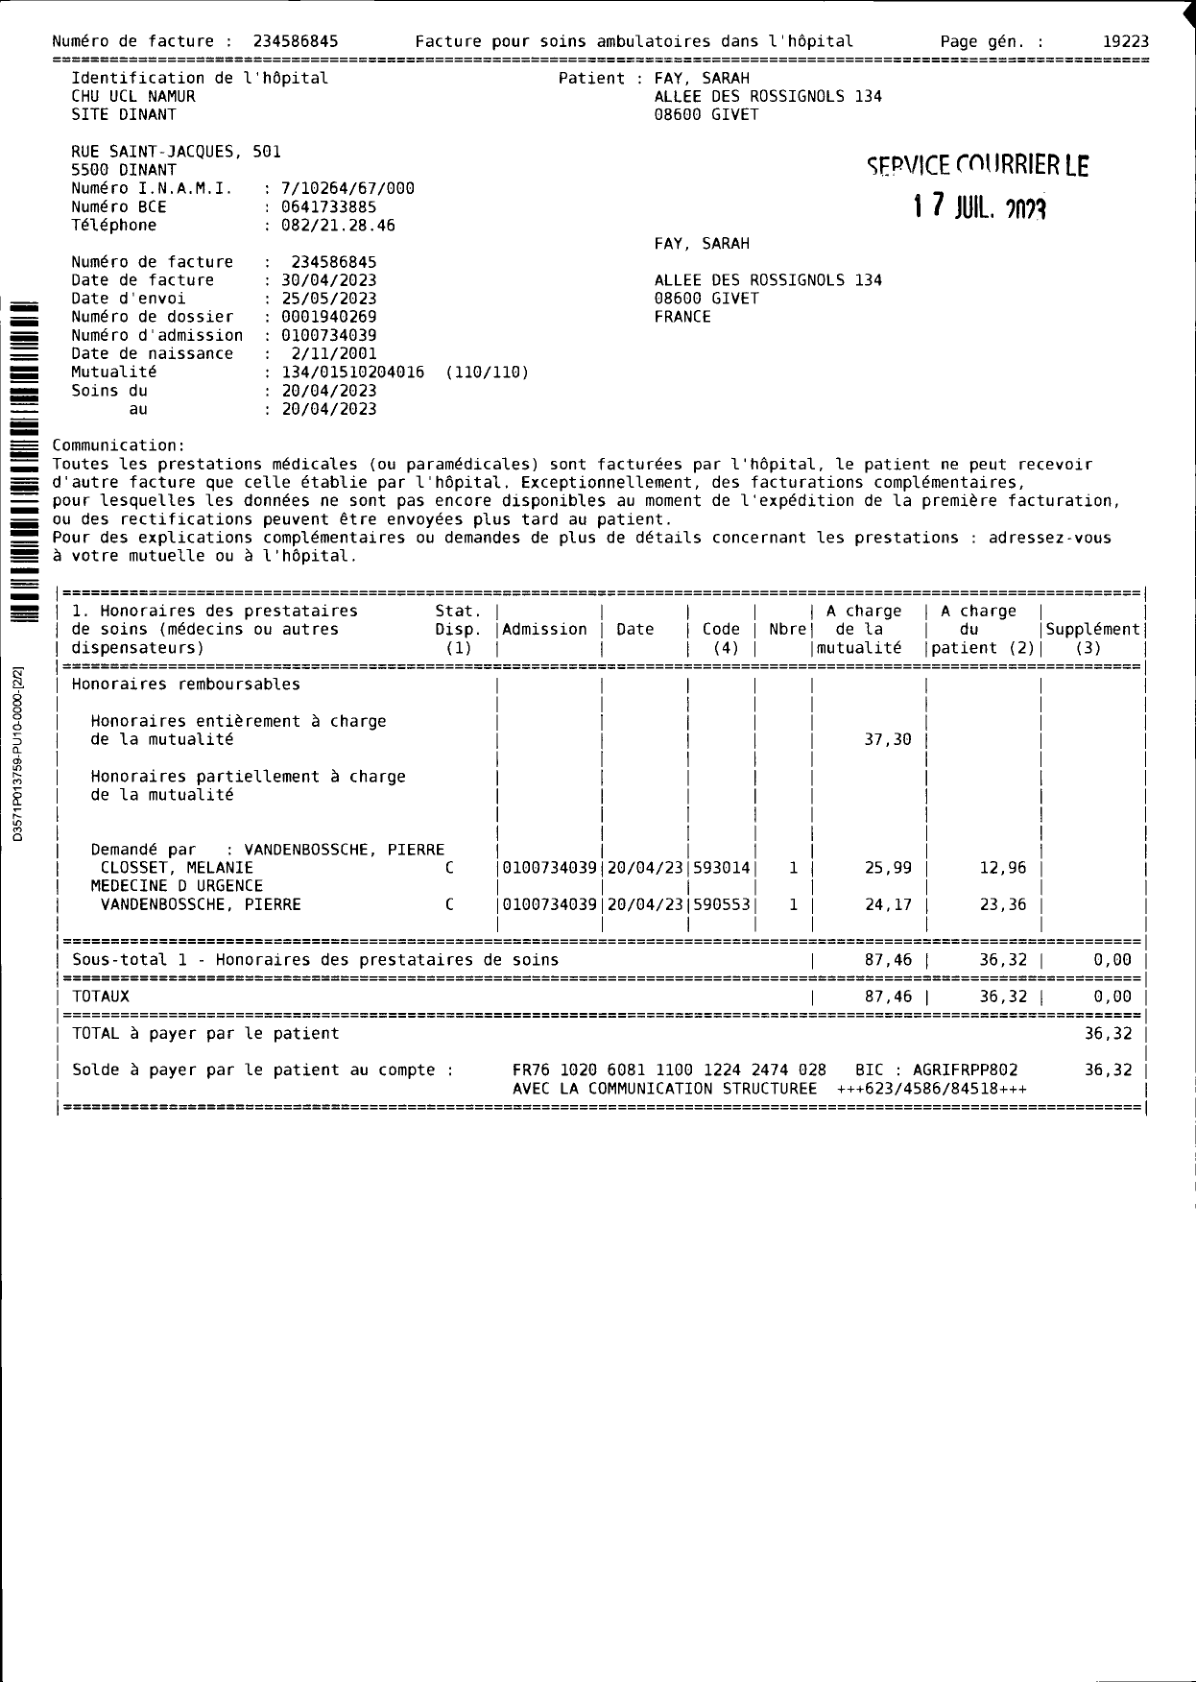 Numéro de facture : 234586845 Facture pour soins ambulatoires dans l'hôpital Page gén. : 19223
Identification de l'hôpital Patient : FAY, SARAH
CHU UCL NAMUR ALLEE DES ROSSIGNOLS 134
SITE DINANT 08600 GIVET
RUE SAINT-JACQUES, 501
5500 DINANT
SERVICE COURRIER LE
Numéro I.N.A.M.I. : 7/10264/67/000
Numéro BCE : 0641733885
17 JUIL. 2023
Téléphone : 082/21.28.46
FAY, SARAH
Numéro de facture : 234586845
Date de facture : 30/04/2023 ALLEE DES ROSSIGNOLS 134
Date d'envoi : 25/05/2023 08600 GIVET
Numéro de dossier : 0001940269 FRANCE
Numéro d'admission : 0100734039
Date de naissance : 2/11/2001
Mutualité : 134/01510204016 (110/110)
Soins du : 20/04/2023
au : 20/04/2023
Communication:
Toutes les prestations médicales (ou paramédicales) sont facturées par l'hôpital, le patient ne peut recevoir
d'autre facture que celle établie par l'hôpital. Exceptionnellement, des facturations complémentaires,
pour lesquelles les données ne sont pas encore disponibles au moment de l'expédition de la première facturation,
ou des rectifications peuvent être envoyées plus tard au patient.
Pour des explications complémentaires ou demandes de plus de détails concernant les prestations : adressez-vous
à votre mutuelle ou à l'hôpital.
1. Honoraires des prestataires Stat. | | | | | A charge | A charge |
de soins (médecins ou autres Disp. |Admission | Date | Code | Nbre| de la | du |Supplément|
dispensateurs) (1) | | | (4) | |mutualité |patient (2)| (3) |
Honoraires remboursables
Honoraires entièrement à charge
de la mutualité 37,30
Honoraires partiellement à charge
de la mutualité
Demandé par : VANDENBOSSCHE, PIERRE
CLOSSET, MELANIE C |0100734039|20/04/23|593014| 1 | 25,99 | 12,96 |
MEDECINE D URGENCE
VANDENBOSSCHE, PIERRE C |0100734039|20/04/23|590553| 1 | 24,17 | 23,36 |
Sous-total 1 - Honoraires des prestataires de soins | 87,46 | 36,32 | 0,00 |
TOTAUX | 87,46 | 36,32 | 0,00 |
TOTAL à payer par le patient 36,32
Solde à payer par le patient au compte : FR76 1020 6081 1100 1224 2474 028 BIC : AGRIFRPP802 36,32
AVEC LA COMMUNICATION STRUCTUREE +++623/4586/84518+++
D3571P013759-PU10-0000-[2/2]